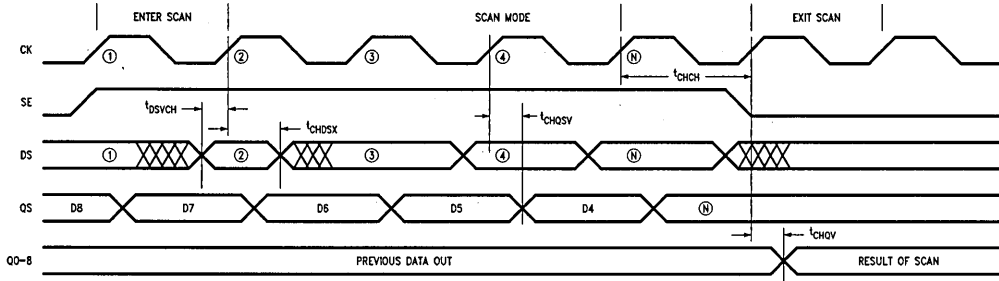 ENTER SCAN SCAN MODE EXIT SCAN
CK ① ② ③ ④ Ⓝ
tCHCH
SE
tDSVCH tCHDSX tCHQSV
DS ① ② ③ ④ Ⓝ
QS D8 D7 D6 D5 D4 Ⓝ
tCHQV
Q0-8 PREVIOUS DATA OUT RESULT OF SCAN